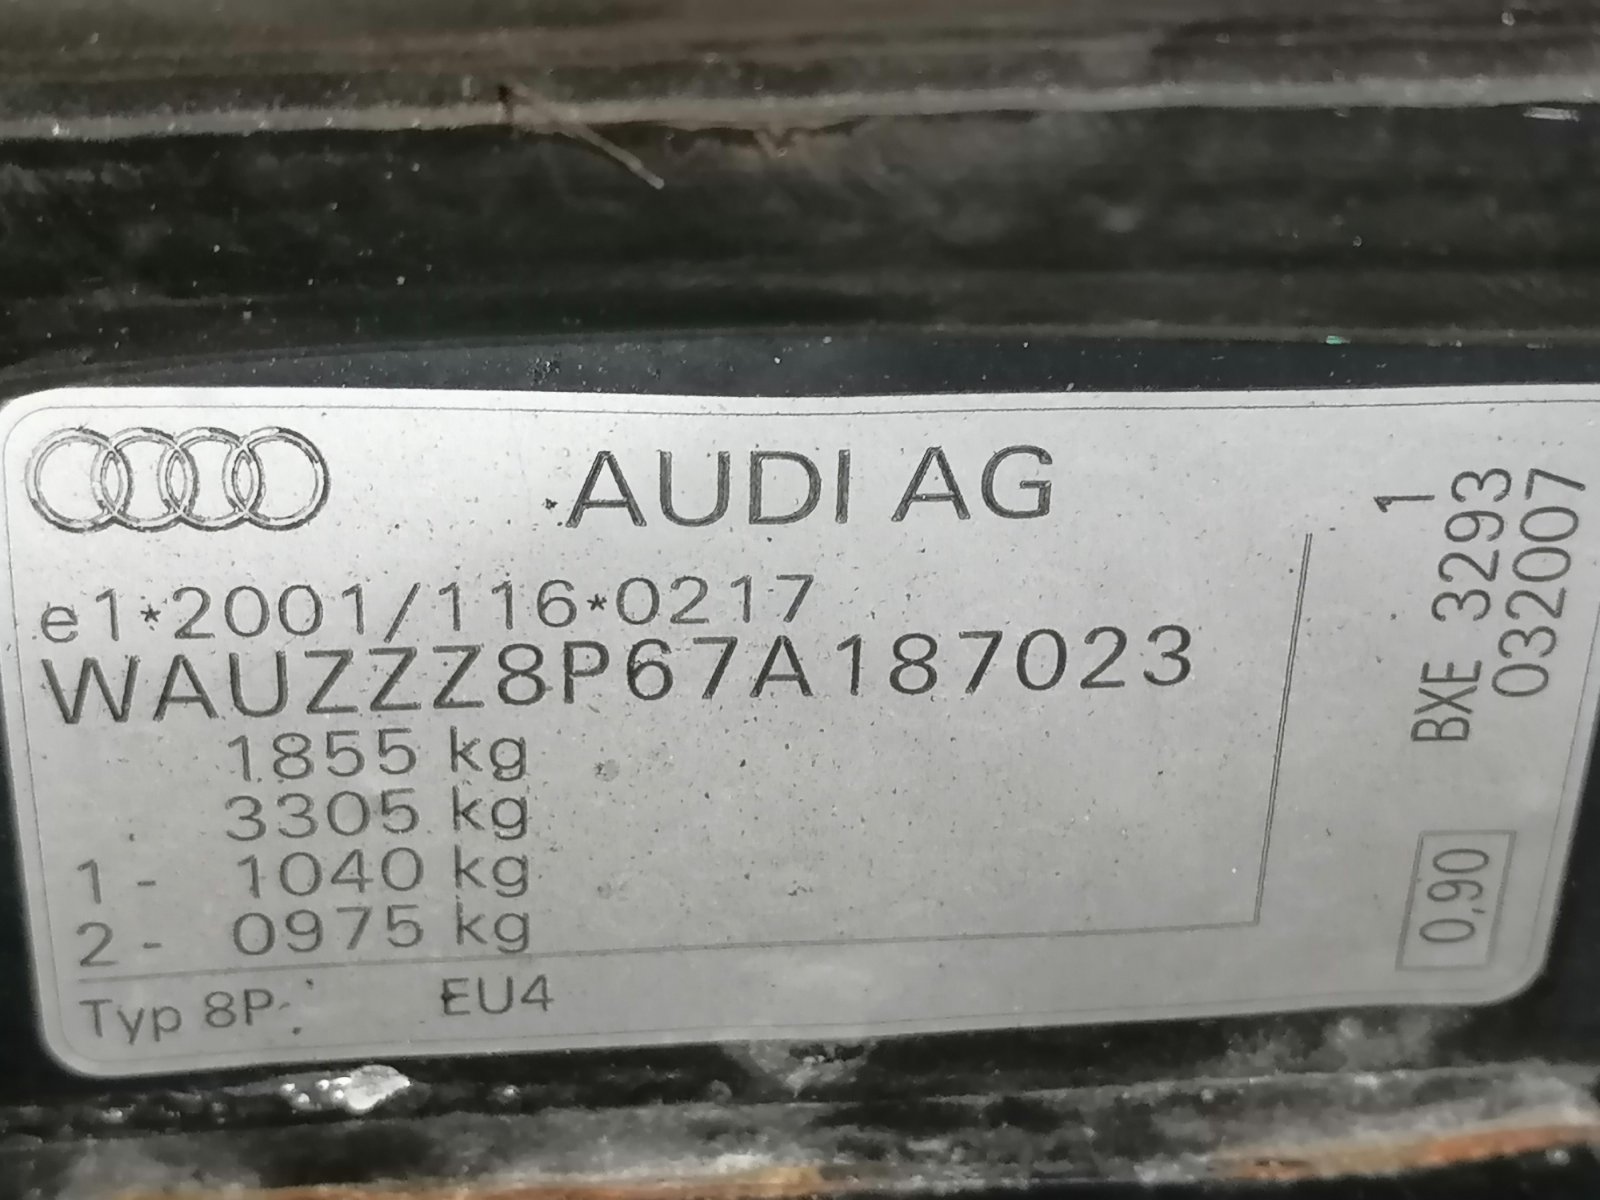 AUDI AG
e1*2001/116*0217
WAUZZZ8P67A187023
1855 kg
3305 kg
1 - 1040 kg
2 - 0975 kg
Typ 8P EU4
1
BXE 3293
032007
0,90